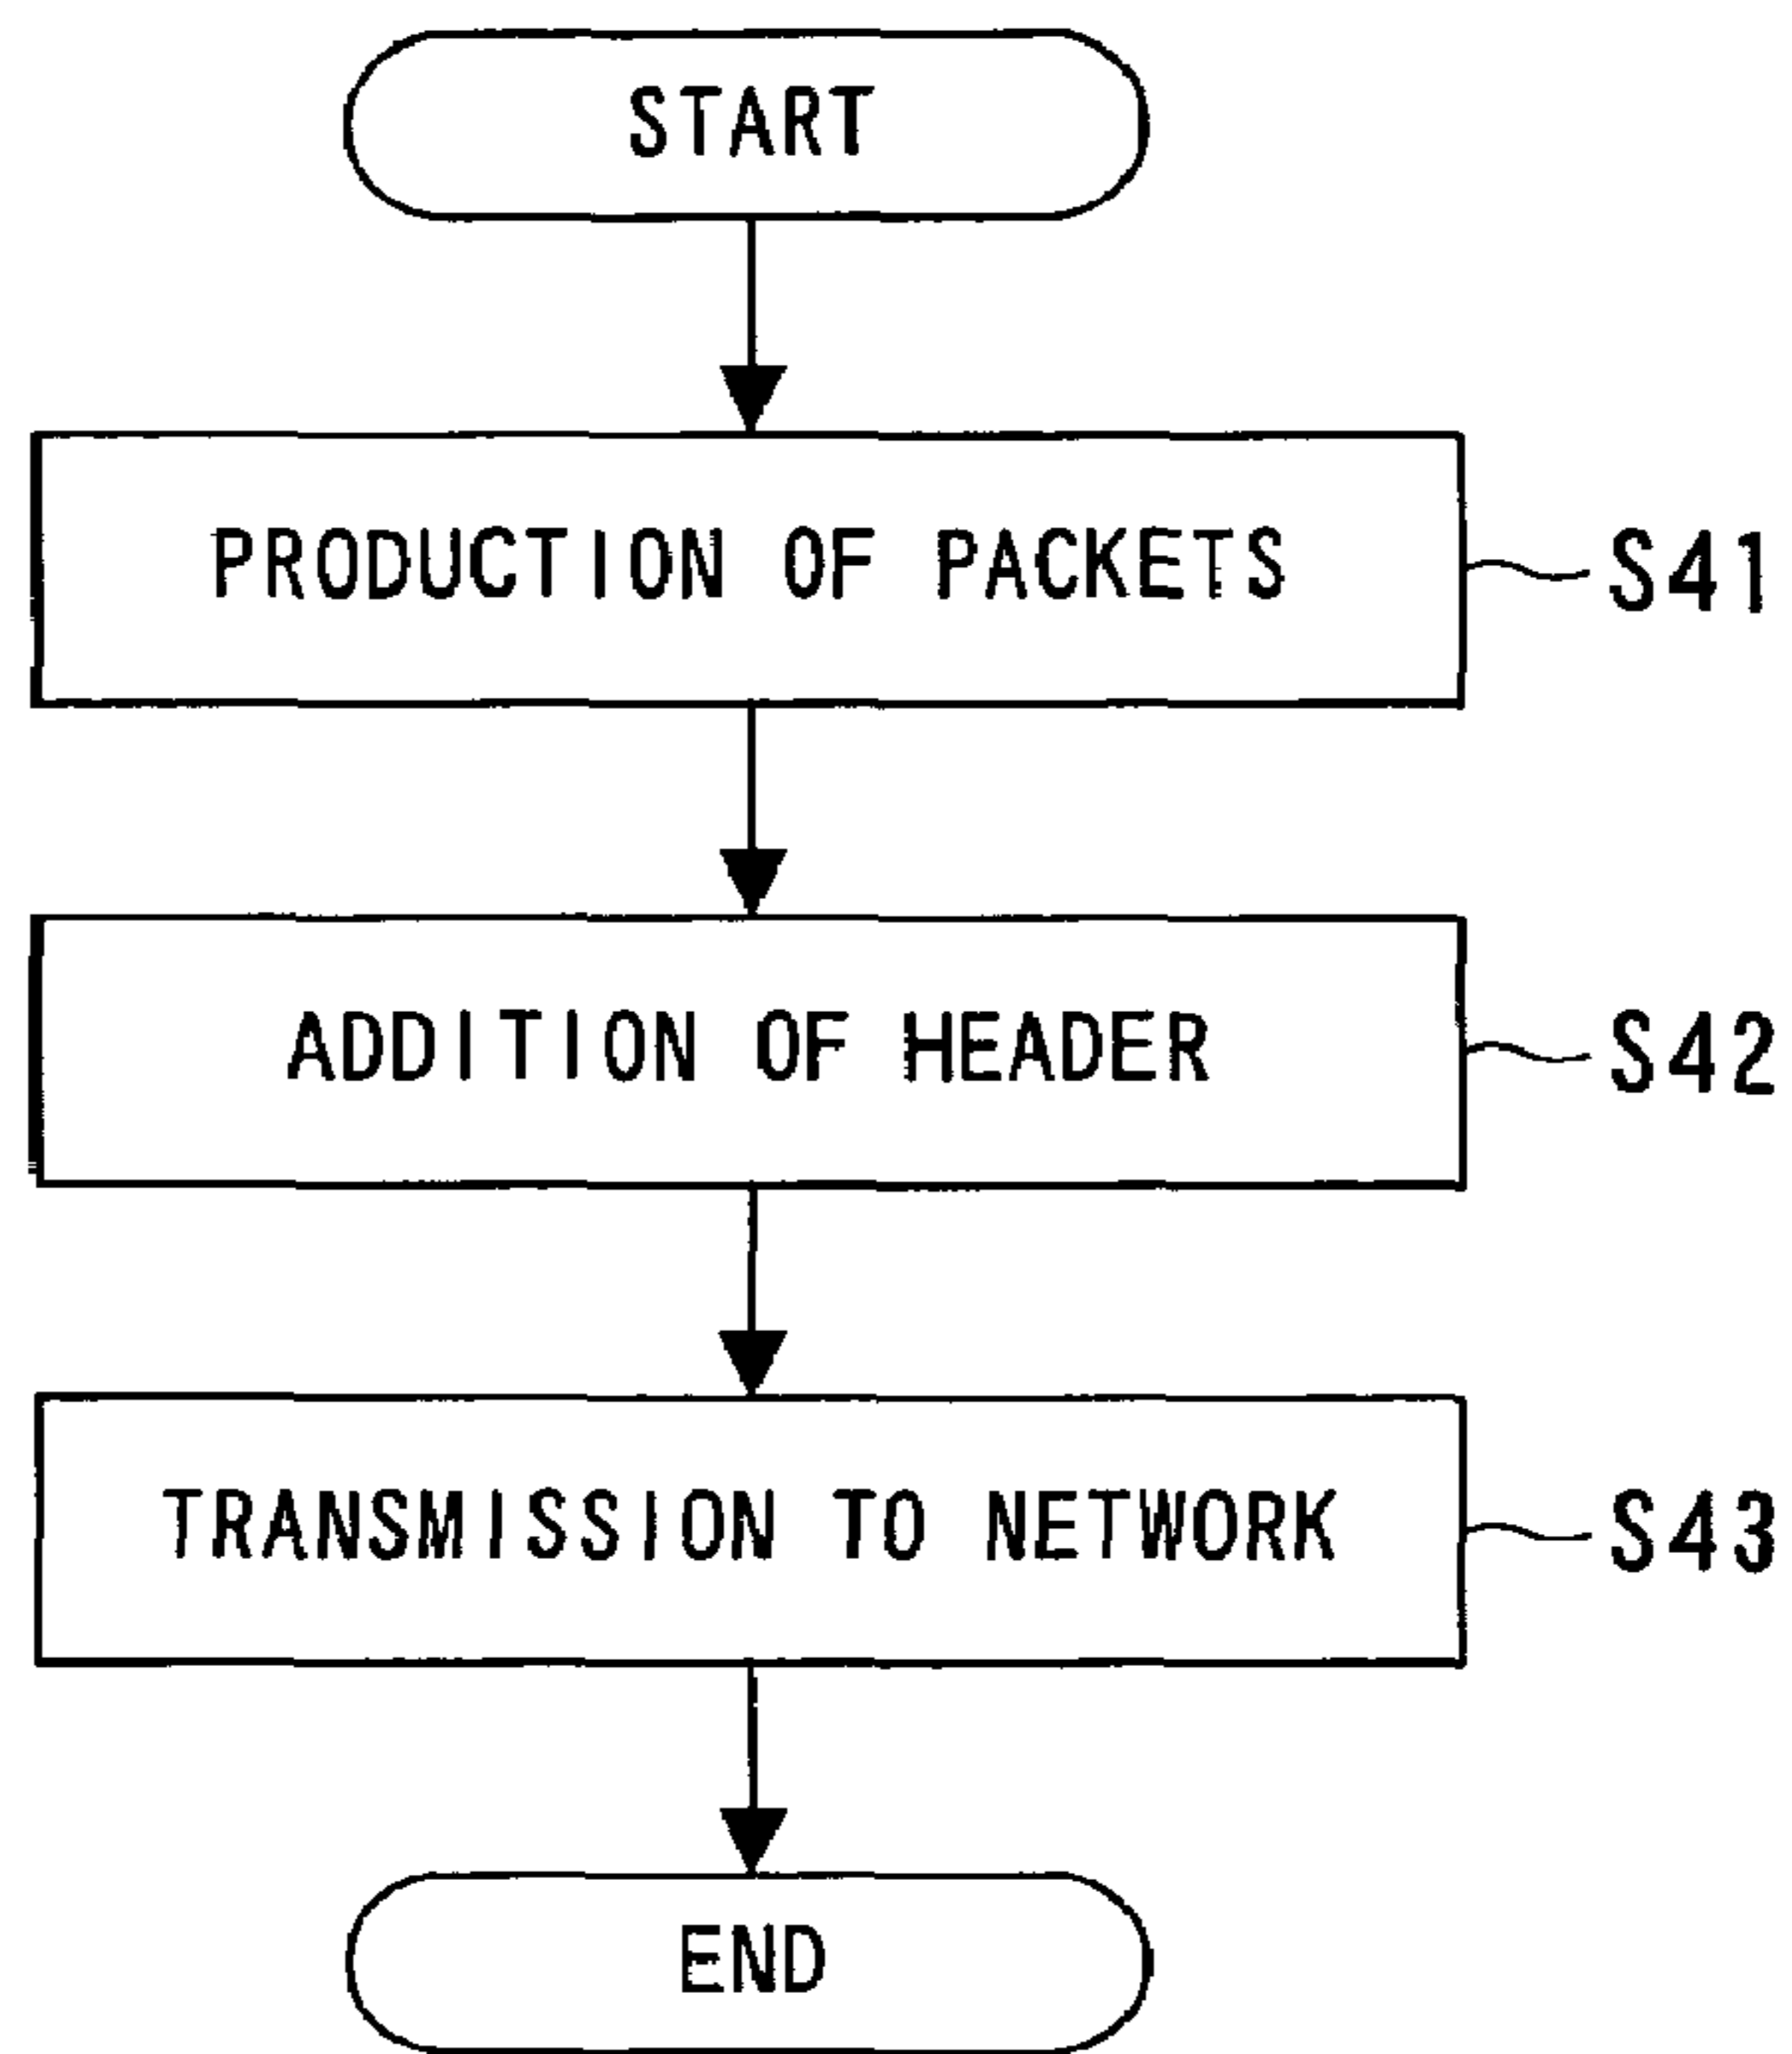 START
PRODUCTION OF PACKETS
S41
ADDITION OF HEADER
S42
TRANSMISSION TO NETWORK
S43
END